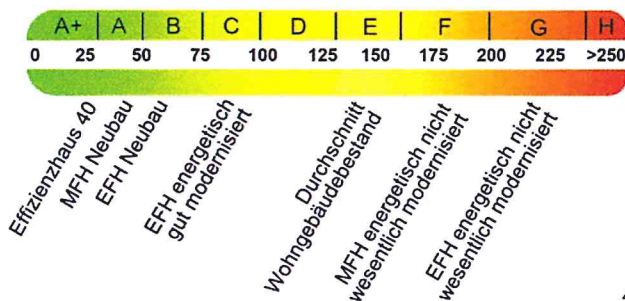 A+ A B C D E F G H
0 25 50 75 100 125 150 175 200 225 >250
Effizienzhaus 40
MFH Neubau
EFH Neubau
EFH energetisch
gut modernisiert
Durchschnitt
Wohngebäudebestand
MFH energetisch nicht
wesentlich modernisiert
EFH energetisch nicht
wesentlich modernisiert